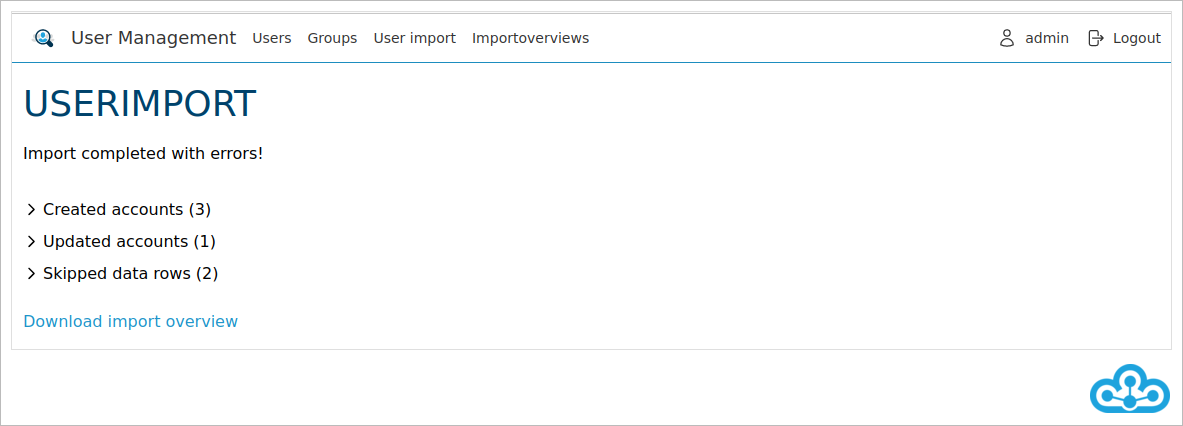 User Management Users Groups User import Importoverviews admin Logout
USERIMPORT
Import completed with errors!
Created accounts (3)
Updated accounts (1)
Skipped data rows (2)
Download import overview